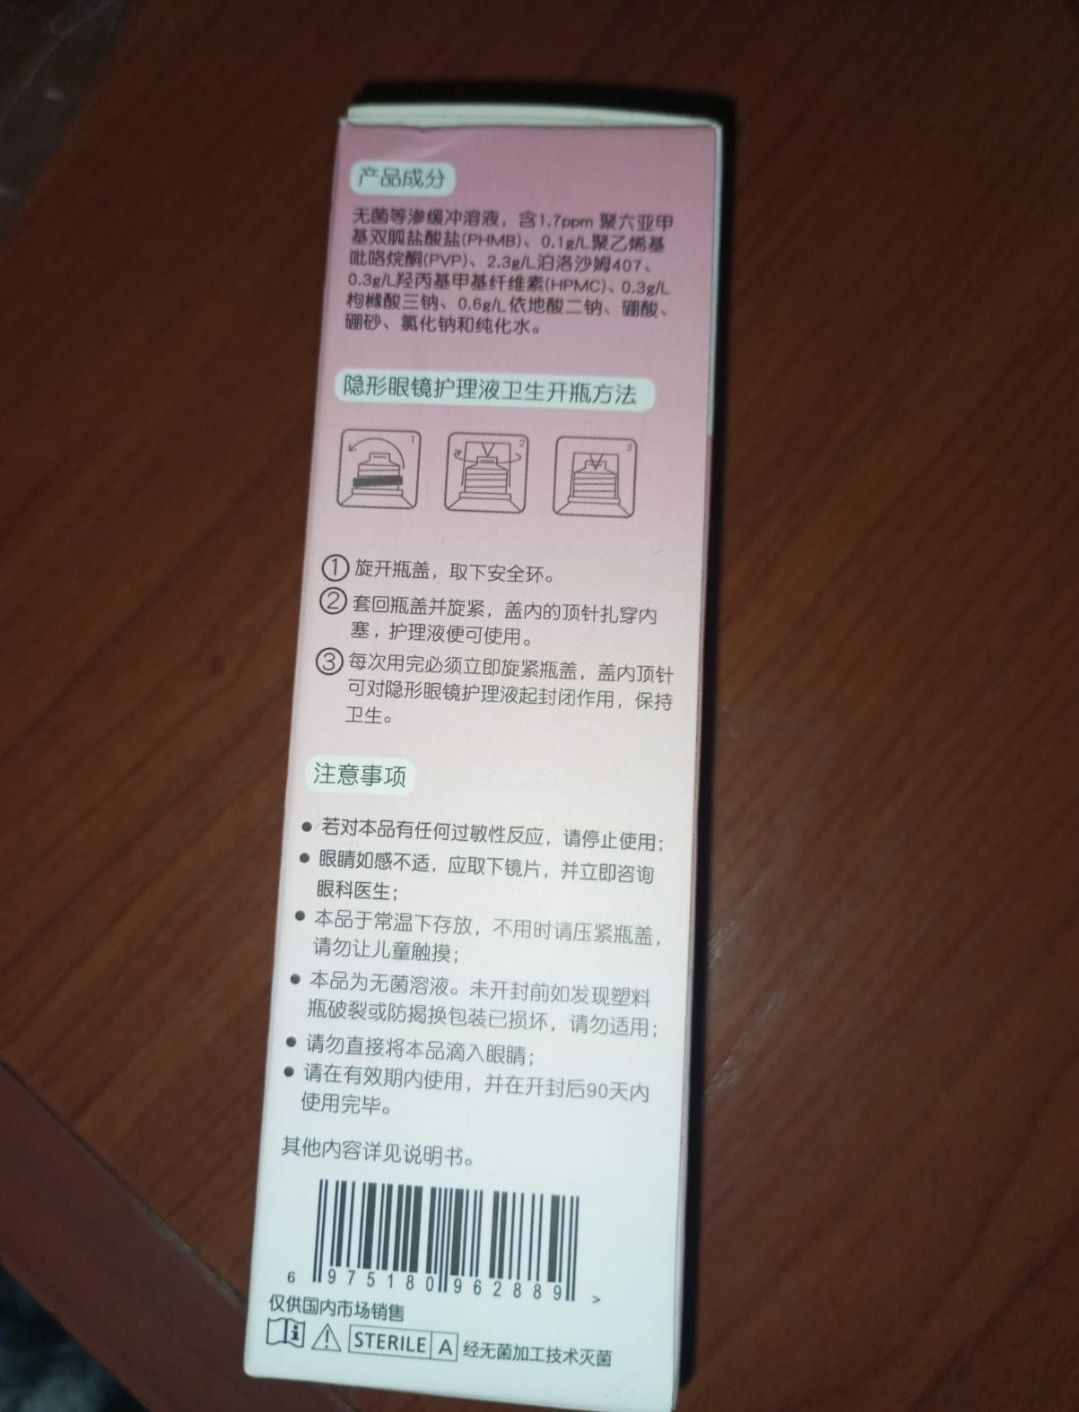 产品成分
无菌等渗缓冲溶液，含1.7ppm 聚六亚甲
基双胍盐酸盐(PHMB)、0.1g/L聚乙烯基
吡咯烷酮(PVP)、2.3g/L泊洛沙姆407、
0.3g/L羟丙基甲基纤维素(HPMC)、0.3g/L
枸橼酸三钠、0.6g/L依地酸二钠、硼酸、
硼砂、氯化钠和纯化水。
隐形眼镜护理液卫生开瓶方法
1
2
3
① 旋开瓶盖，取下安全环。
② 套回瓶盖并旋紧，盖内的顶针扎穿内
塞，护理液便可使用。
③ 每次用完必须立即旋紧瓶盖，盖内顶针
可对隐形眼镜护理液起封闭作用，保持
卫生。
注意事项
● 若对本品有任何过敏性反应，请停止使用；
● 眼睛如感不适，应取下镜片，并立即咨询
眼科医生；
● 本品于常温下存放，不用时请压紧瓶盖，
请勿让儿童触摸；
● 本品为无菌溶液。未开封前如发现塑料
瓶破裂或防揭换包装已损坏，请勿适用；
● 请勿直接将本品滴入眼睛；
● 请在有效期内使用，并在开封后90天内
使用完毕。
其他内容详见说明书。
6 975180 962889 >
仅供国内市场销售
STERILE A 经无菌加工技术灭菌